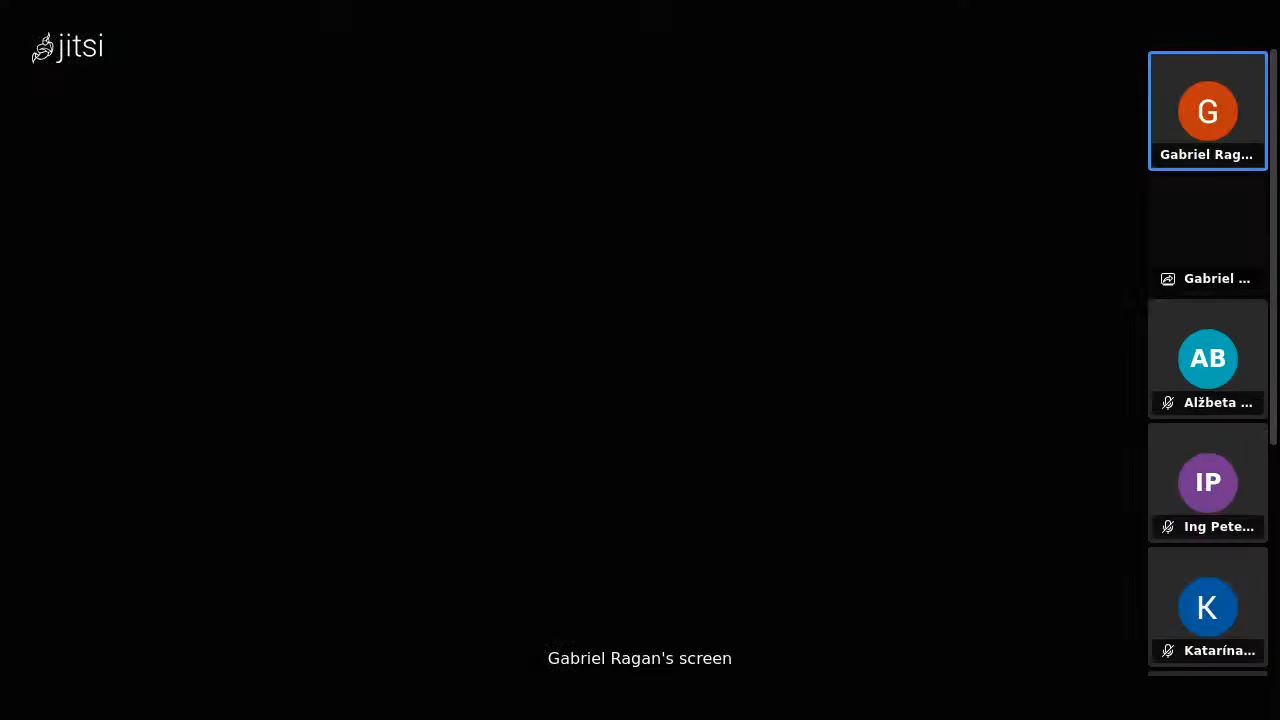 jitsi
G
Gabriel Rag...
Gabriel ...
AB
Alžbeta ...
IP
Ing Pete...
K
Katarína...
Gabriel Ragan's screen